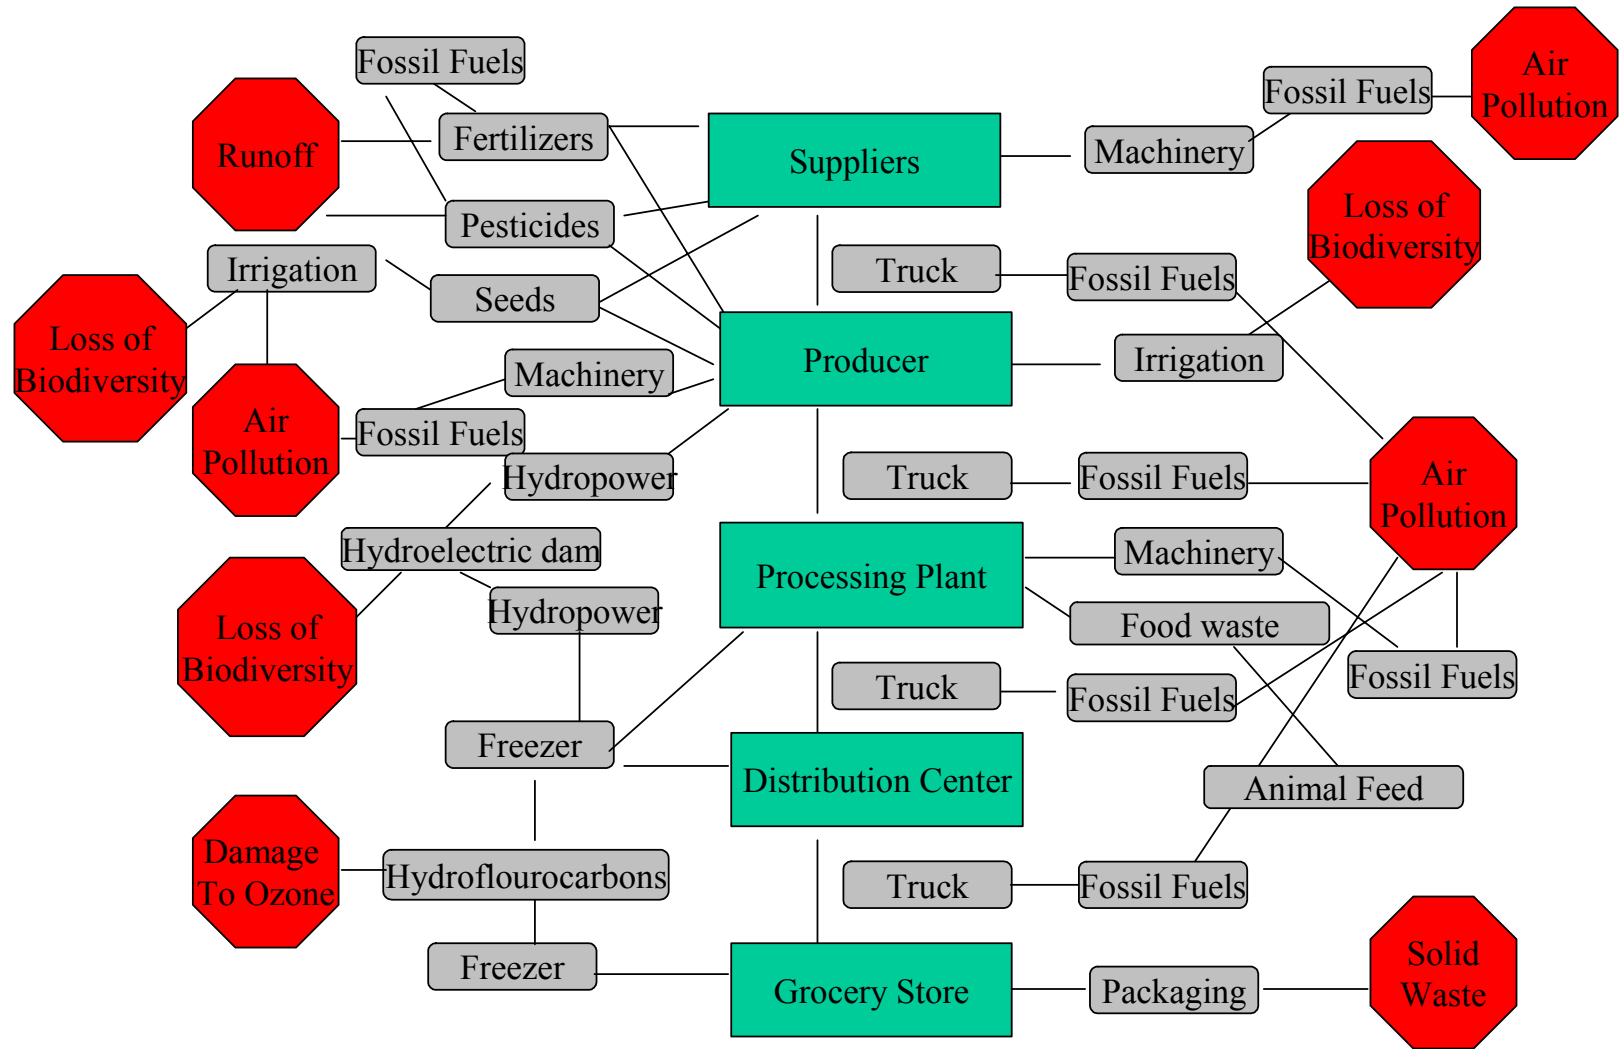 Fossil Fuels
Air
Pollution
Fossil Fuels
Runoff
Fertilizers
Suppliers
Machinery
Loss of
Biodiversity
Pesticides
Irrigation
Truck
Fossil Fuels
Seeds
Loss of
Biodiversity
Machinery
Producer
Irrigation
Air
Pollution
Fossil Fuels
Hydropower
Truck
Fossil Fuels
Air
Pollution
Hydroelectric dam
Machinery
Processing Plant
Hydropower
Food waste
Loss of
Biodiversity
Truck
Fossil Fuels
Fossil Fuels
Freezer
Distribution Center
Animal Feed
Damage
To Ozone
Hydroflourocarbons
Truck
Fossil Fuels
Freezer
Grocery Store
Packaging
Solid
Waste